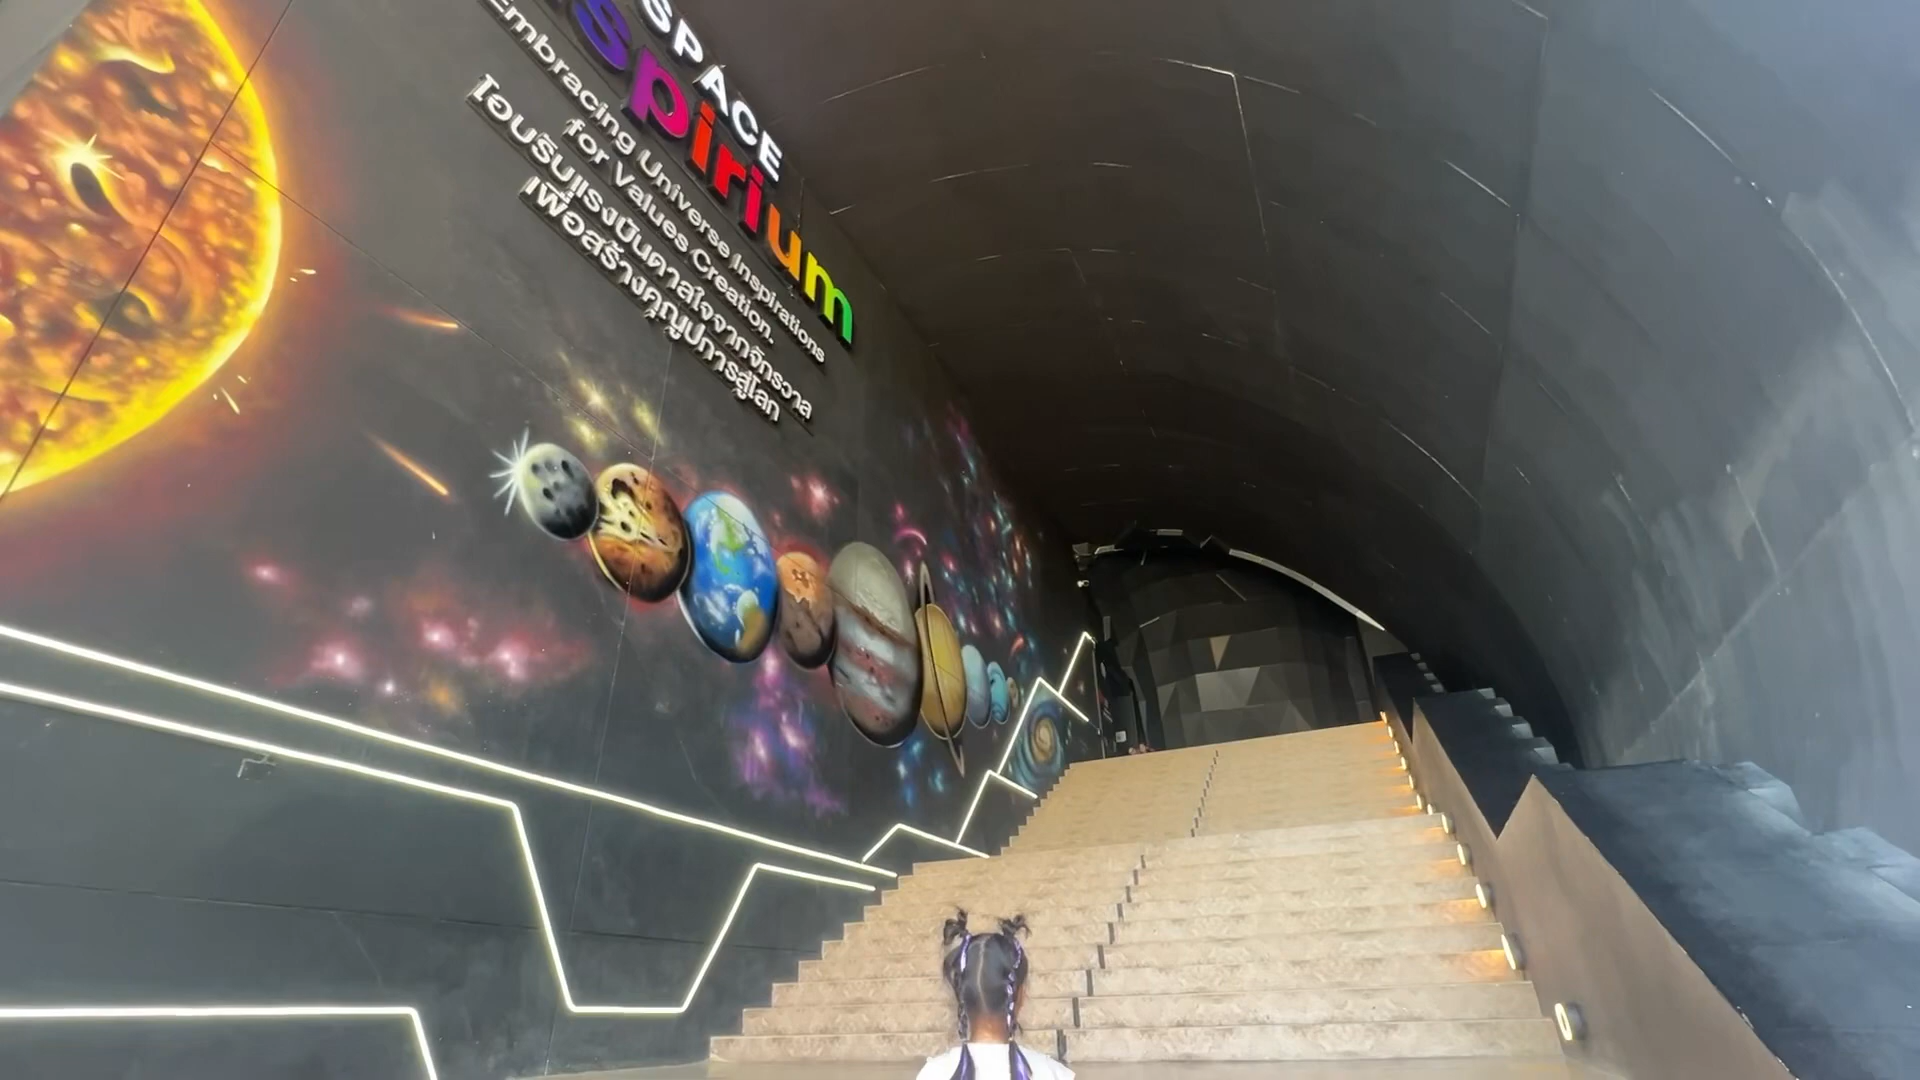 SPACE
spirium
Embracing Universe Inspirations
for Values Creation.
โอบรับแรงบันดาลใจจากจักรวาล
เพื่อสร้างคุณูปการสู่โลก